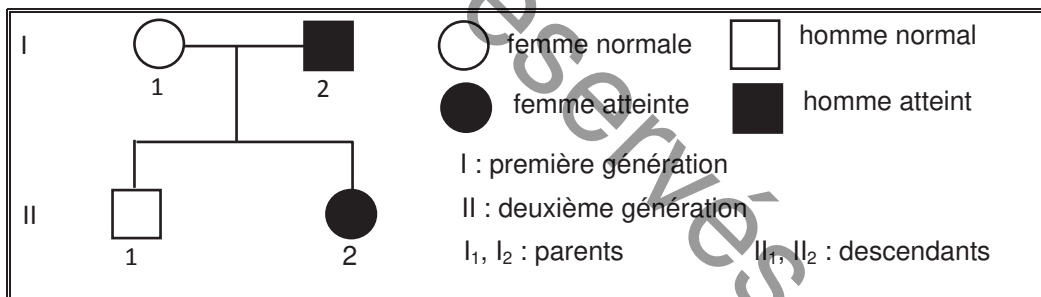 I
1
2
femme normale
homme normal
femme atteinte
homme atteint
I : première génération
II
1
2
II : deuxième génération
I₁, I₂ : parents
II₁, II₂ : descendants
eservés